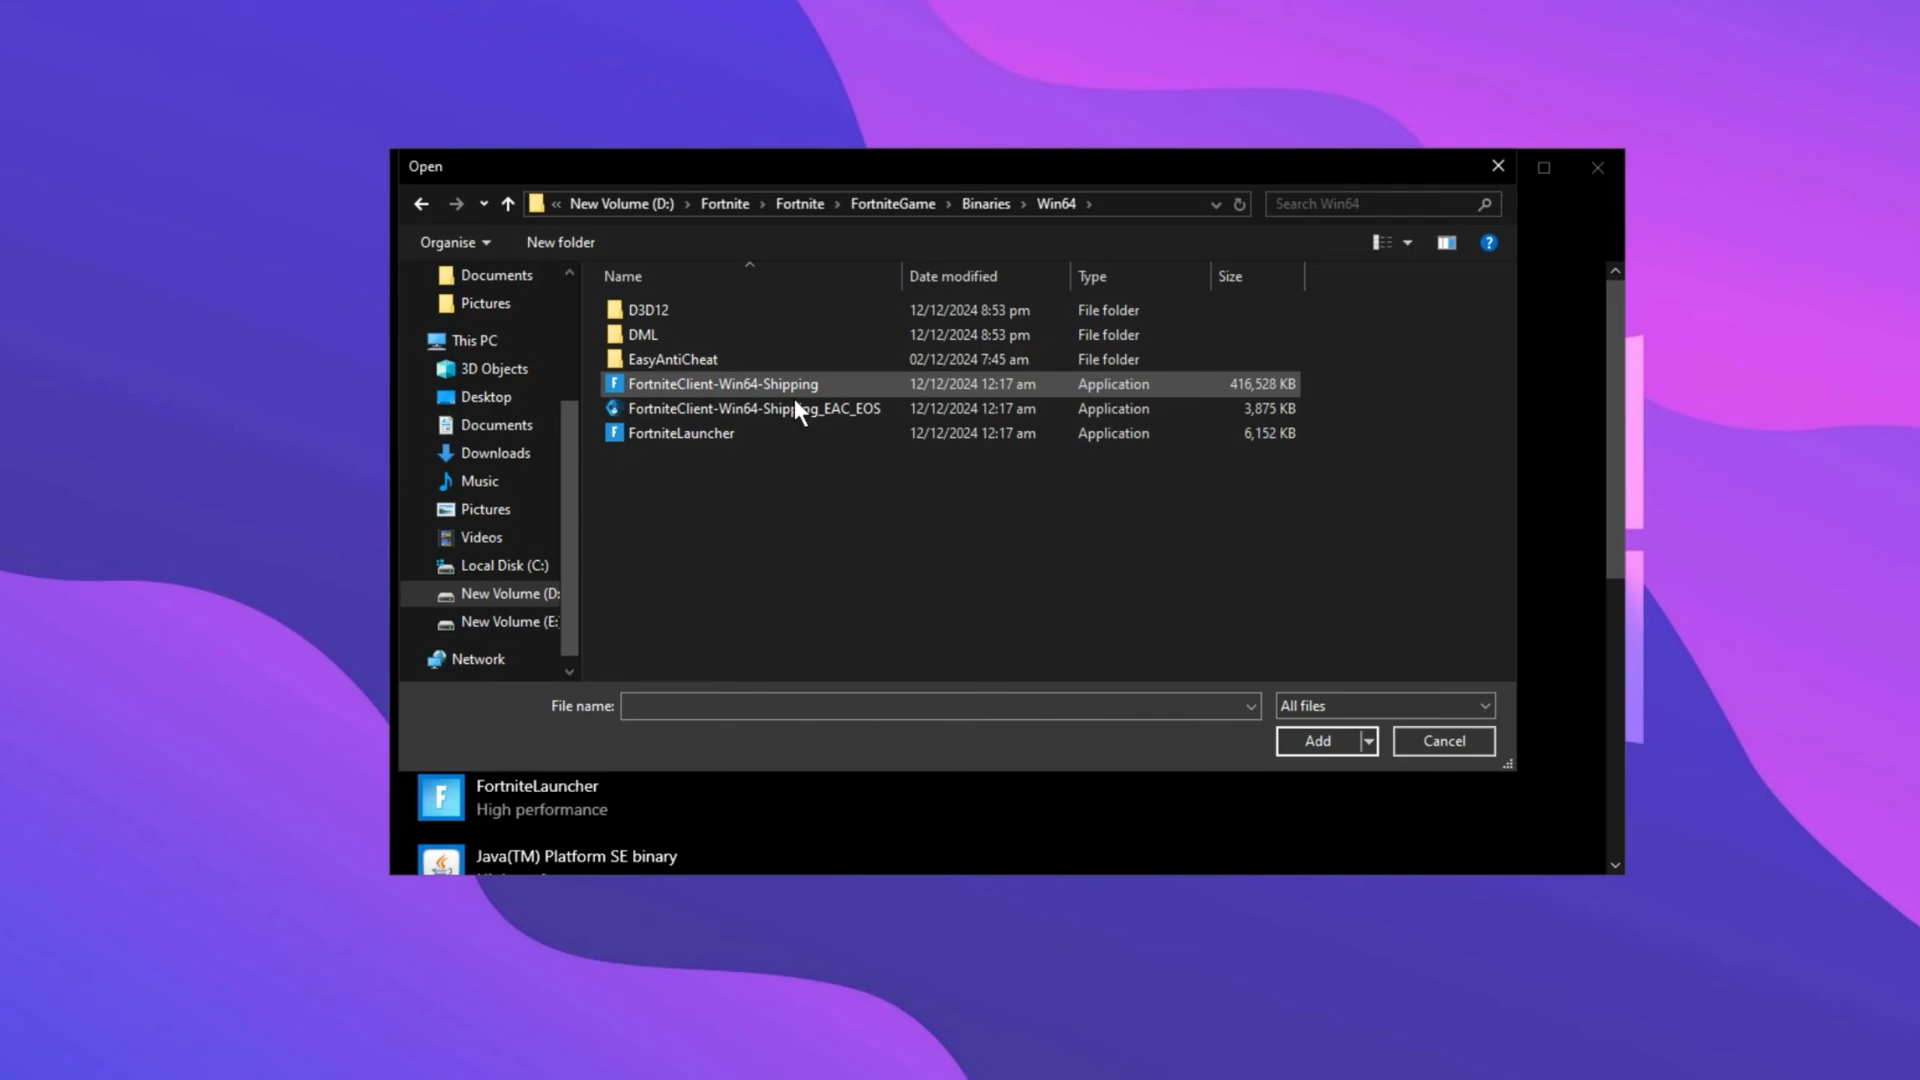 Open
« New Volume (D:) › Fortnite › Fortnite › FortniteGame › Binaries › Win64 ›
Search Win64
Organise
New folder
Name Date modified Type Size
Documents
Pictures
This PC
3D Objects
Desktop
Documents
Downloads
Music
Pictures
Videos
Local Disk (C:)
New Volume (D:
New Volume (E:
Network
D3D12 12/12/2024 8:53 pm File folder
DML 12/12/2024 8:53 pm File folder
EasyAntiCheat 02/12/2024 7:45 am File folder
FortniteClient-Win64-Shipping 12/12/2024 12:17 am Application 416,528 KB
FortniteClient-Win64-Shipping_EAC_EOS 12/12/2024 12:17 am Application 3,875 KB
FortniteLauncher 12/12/2024 12:17 am Application 6,152 KB
File name:
All files
Add
Cancel
FortniteLauncher
High performance
Java(TM) Platform SE binary